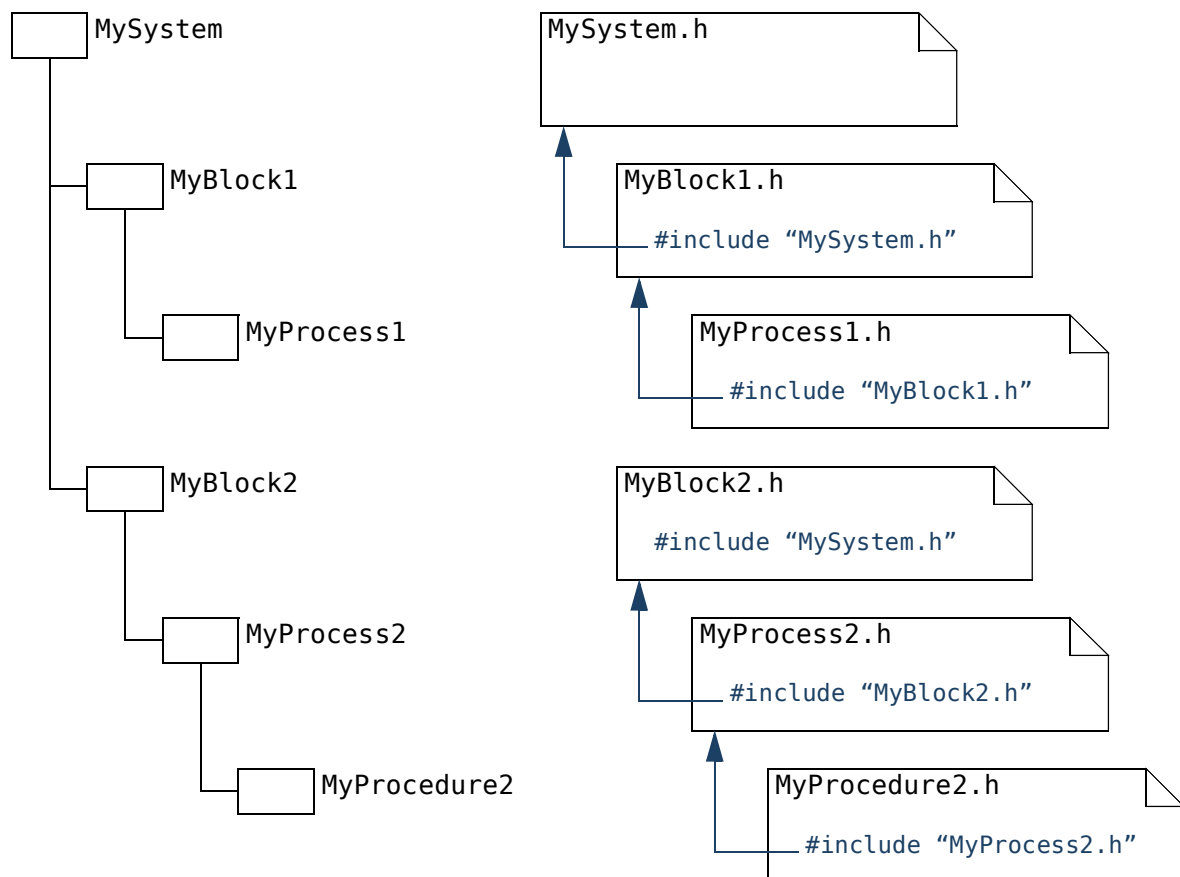 MySystem
MySystem.h
MyBlock1
MyBlock1.h
#include “MySystem.h”
MyProcess1
MyProcess1.h
#include “MyBlock1.h”
MyBlock2
MyBlock2.h
#include “MySystem.h”
MyProcess2
MyProcess2.h
#include “MyBlock2.h”
MyProcedure2
MyProcedure2.h
#include “MyProcess2.h”